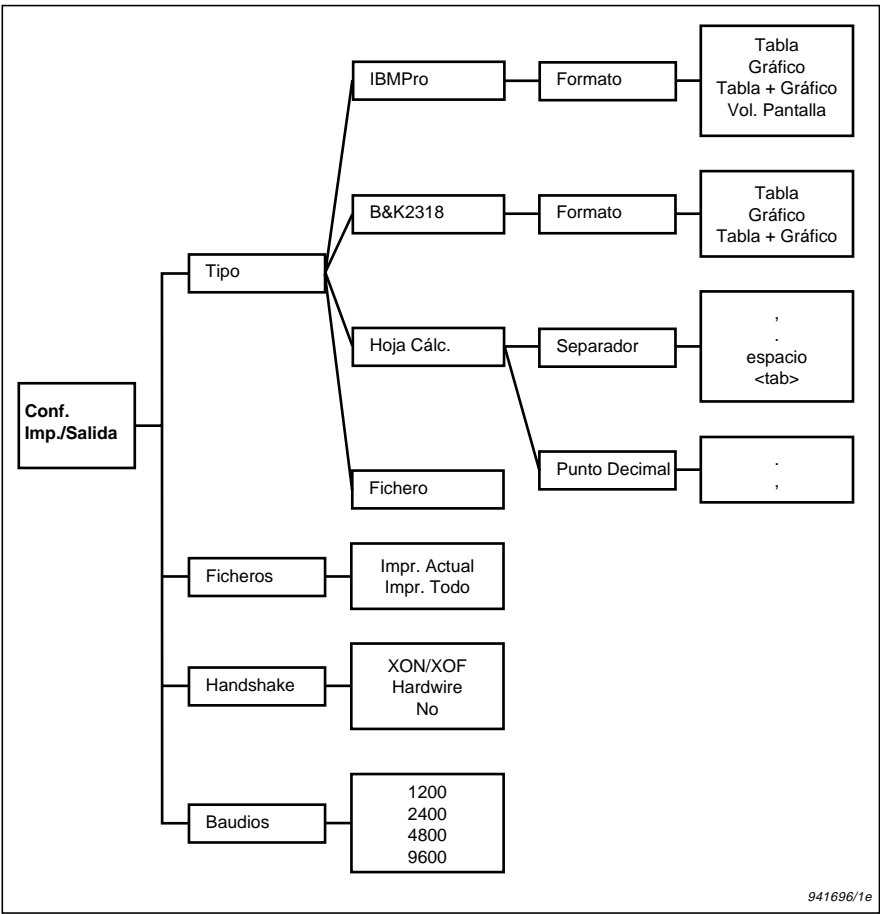 Conf.
Imp./Salida
Tipo
IBMPro
Formato
Tabla
Gráfico
Tabla + Gráfico
Vol. Pantalla
B&K2318
Formato
Tabla
Gráfico
Tabla + Gráfico
Hoja Cálc.
Separador
,
.
espacio
<tab>
Punto Decimal
.
,
Fichero
Ficheros
Impr. Actual
Impr. Todo
Handshake
XON/XOF
Hardwire
No
Baudios
1200
2400
4800
9600
941696/1e